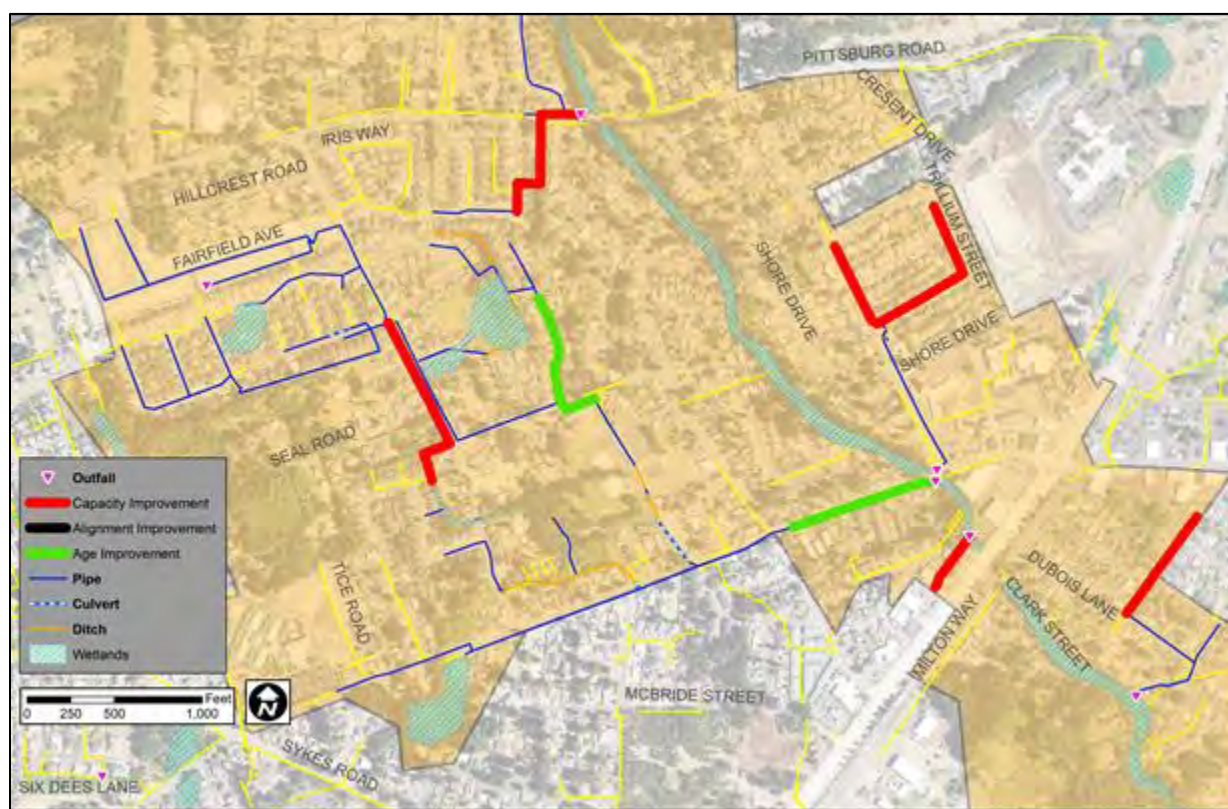 PITTSBURG ROAD
CRESENT DRIVE
IRIS WAY
TRILLIUM STREET
HILLCREST ROAD
FAIRFIELD AVE
SHORE DRIVE
SHORE DRIVE
SEAL ROAD
Outfall
Capacity Improvement
Alignment Improvement
Age Improvement
Pipe
Culvert
Ditch
Wetlands
TICE ROAD
DUBOIS LANE
CLARK STREET
MILTON WAY
MCBRIDE STREET
Feet
0 250 500 1,000
N
SYKES ROAD
SIX DEES LANE